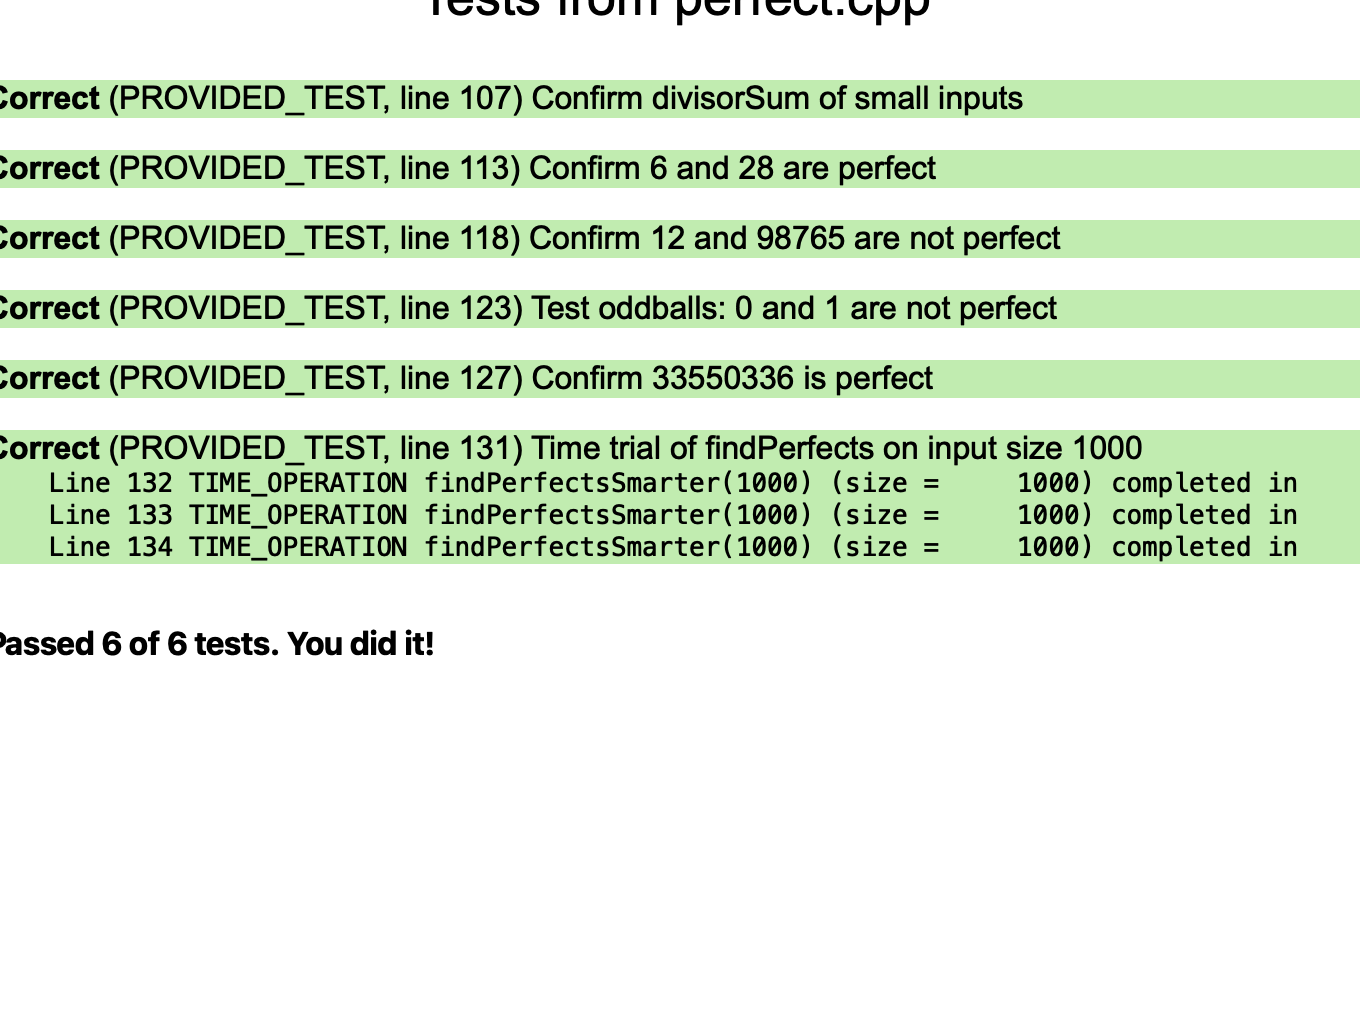 Tests from perfect.cpp
Correct (PROVIDED_TEST, line 107) Confirm divisorSum of small inputs
Correct (PROVIDED_TEST, line 113) Confirm 6 and 28 are perfect
Correct (PROVIDED_TEST, line 118) Confirm 12 and 98765 are not perfect
Correct (PROVIDED_TEST, line 123) Test oddballs: 0 and 1 are not perfect
Correct (PROVIDED_TEST, line 127) Confirm 33550336 is perfect
Correct (PROVIDED_TEST, line 131) Time trial of findPerfects on input size 1000
Line 132 TIME_OPERATION findPerfectsSmarter(1000) (size =     1000) completed in
Line 133 TIME_OPERATION findPerfectsSmarter(1000) (size =     1000) completed in
Line 134 TIME_OPERATION findPerfectsSmarter(1000) (size =     1000) completed in
Passed 6 of 6 tests. You did it!